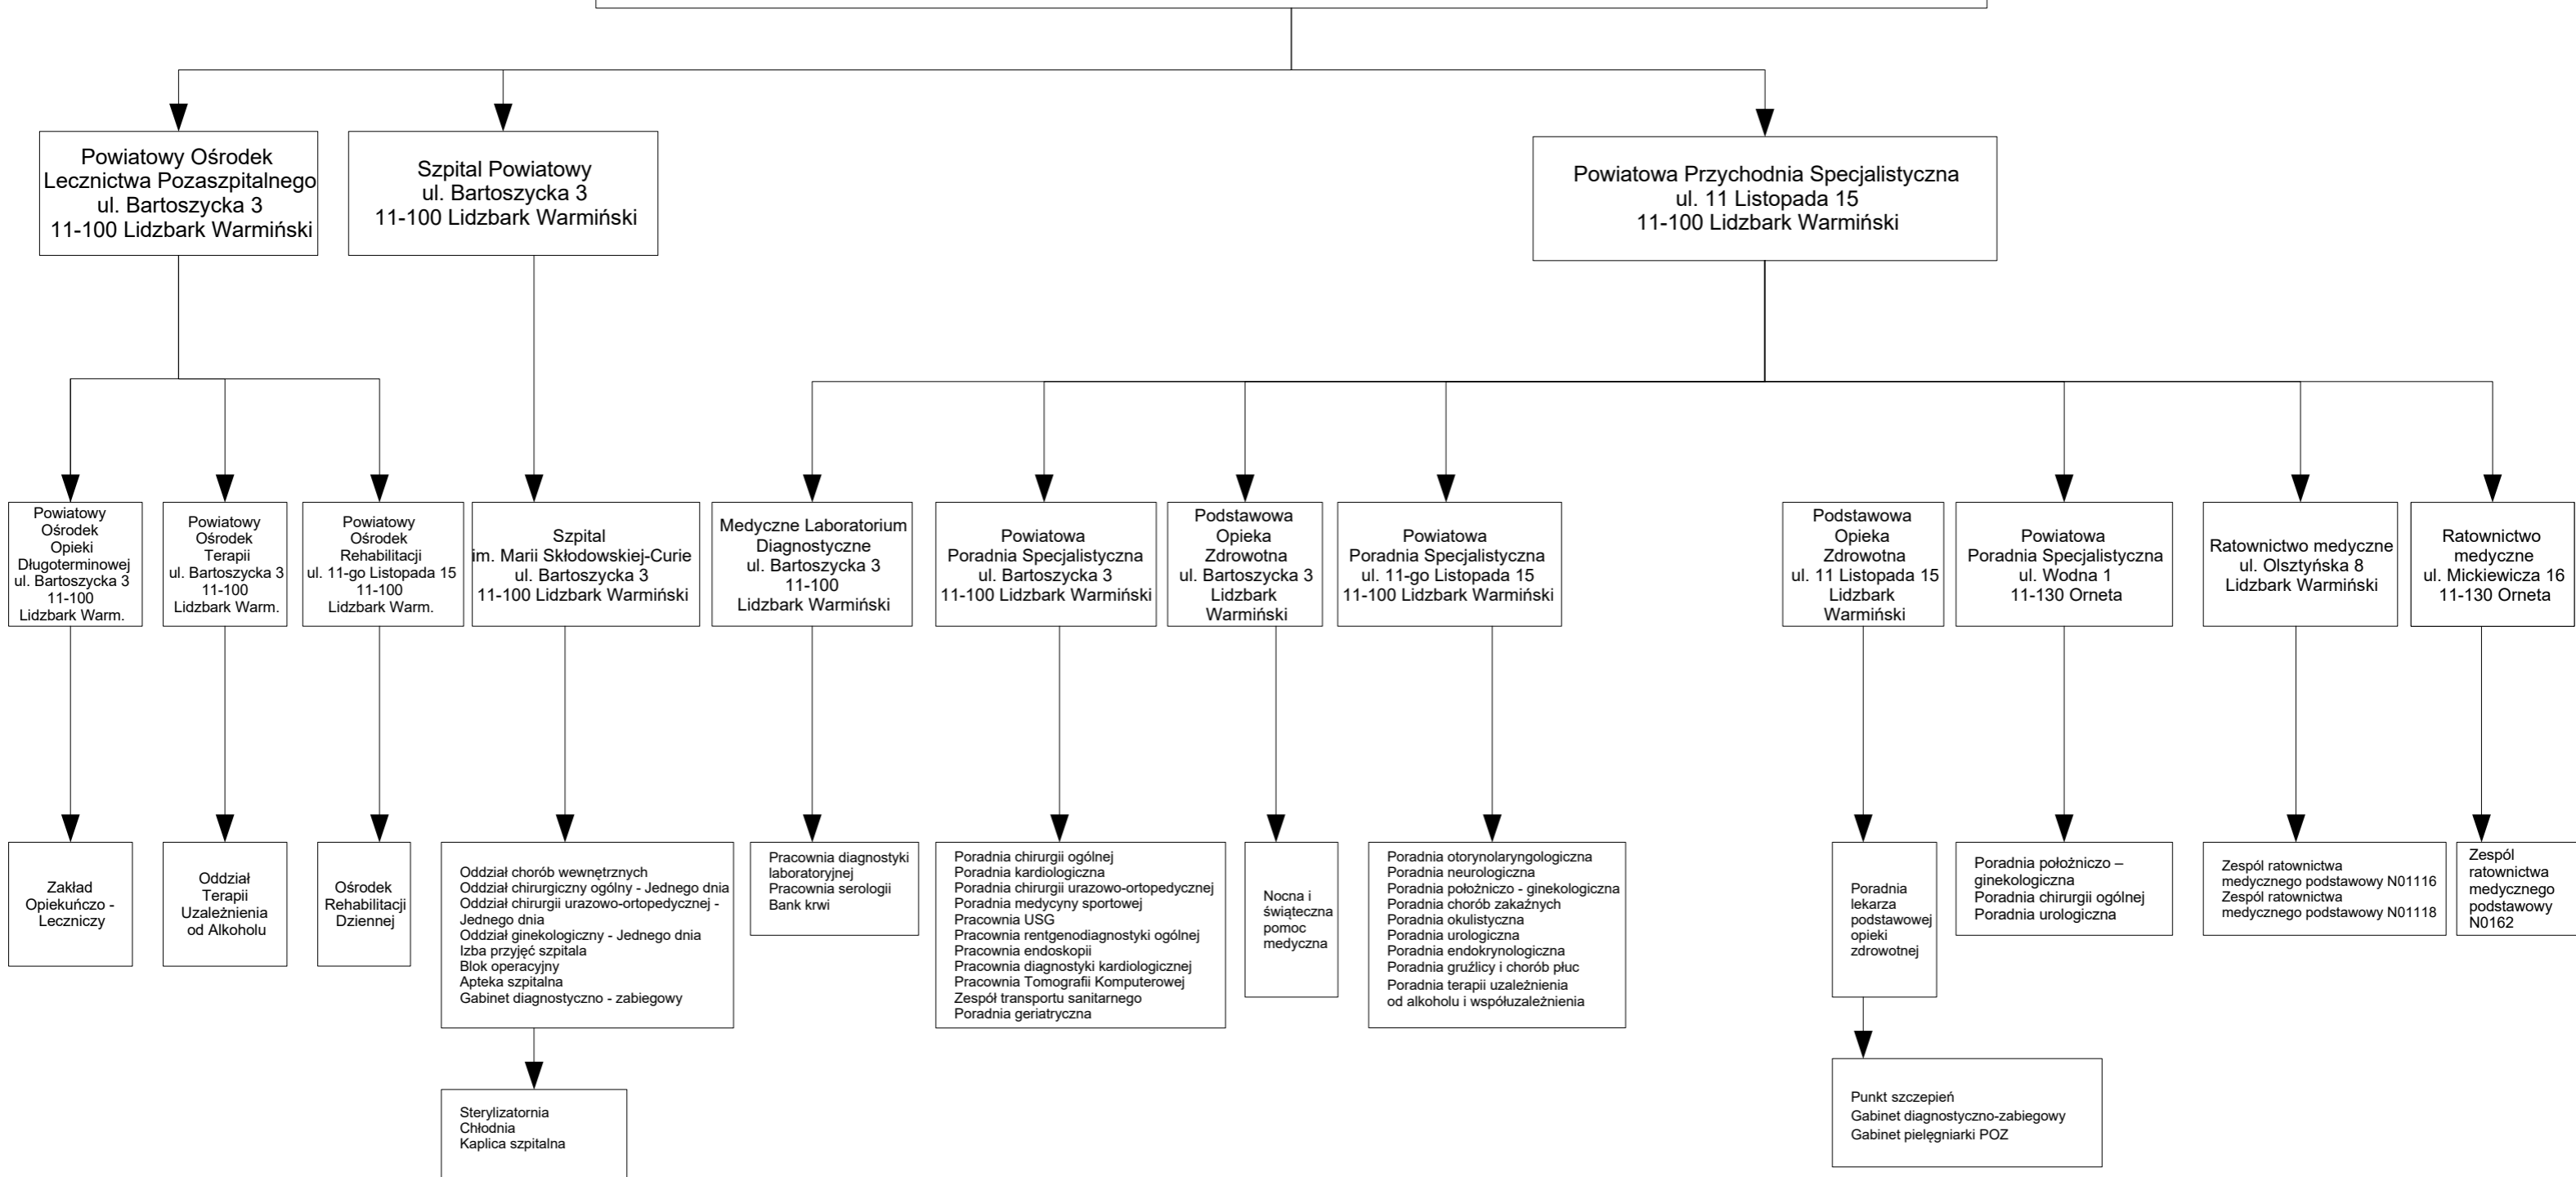 Powiatowy Ośrodek
Lecznictwa Pozaszpitalnego
ul. Bartoszycka 3
11-100 Lidzbark Warmiński
Szpital Powiatowy
ul. Bartoszycka 3
11-100 Lidzbark Warmiński
Powiatowa Przychodnia Specjalistyczna
ul. 11 Listopada 15
11-100 Lidzbark Warmiński
Powiatowy
Ośrodek
Opieki
Długoterminowej
ul. Bartoszycka 3
11-100
Lidzbark Warm.
Powiatowy
Ośrodek
Terapii
ul. Bartoszycka 3
11-100
Lidzbark Warm.
Powiatowy
Ośrodek
Rehabilitacji
ul. 11-go Listopada 15
11-100
Lidzbark Warm.
Szpital
im. Marii Skłodowskiej-Curie
ul. Bartoszycka 3
11-100 Lidzbark Warmiński
Medyczne Laboratorium
Diagnostyczne
ul. Bartoszycka 3
11-100
Lidzbark Warmiński
Powiatowa
Poradnia Specjalistyczna
ul. Bartoszycka 3
11-100 Lidzbark Warmiński
Podstawowa
Opieka
Zdrowotna
ul. Bartoszycka 3
Lidzbark
Warmiński
Powiatowa
Poradnia Specjalistyczna
ul. 11-go Listopada 15
11-100 Lidzbark Warmiński
Podstawowa
Opieka
Zdrowotna
ul. 11 Listopada 15
Lidzbark
Warmiński
Powiatowa
Poradnia Specjalistyczna
ul. Wodna 1
11-130 Orneta
Ratownictwo medyczne
ul. Olsztyńska 8
Lidzbark Warmiński
Ratownictwo
medyczne
ul. Mickiewicza 16
11-130 Orneta
Zakład
Opiekuńczo -
Leczniczy
Oddział
Terapii
Uzależnienia
od Alkoholu
Ośrodek
Rehabilitacji
Dziennej
Oddział chorób wewnętrznych
Oddział chirurgiczny ogólny - Jednego dnia
Oddział chirurgii urazowo-ortopedycznej -
Jednego dnia
Oddział ginekologiczny - Jednego dnia
Izba przyjęć szpitala
Blok operacyjny
Apteka szpitalna
Gabinet diagnostyczno - zabiegowy
Pracownia diagnostyki
laboratoryjnej
Pracownia serologii
Bank krwi
Poradnia chirurgii ogólnej
Poradnia kardiologiczna
Poradnia chirurgii urazowo-ortopedycznej
Poradnia medycyny sportowej
Pracownia USG
Pracownia rentgenodiagnostyki ogólnej
Pracownia endoskopii
Pracownia diagnostyki kardiologicznej
Pracownia Tomografii Komputerowej
Zespół transportu sanitarnego
Poradnia geriatryczna
Nocna i
świąteczna
pomoc
medyczna
Poradnia otorynolaryngologiczna
Poradnia neurologiczna
Poradnia położniczo - ginekologiczna
Poradnia chorób zakaźnych
Poradnia okulistyczna
Poradnia urologiczna
Poradnia endokrynologiczna
Poradnia gruźlicy i chorób płuc
Poradnia terapii uzależnienia
od alkoholu i współuzależnienia
Poradnia
lekarza
podstawowej
opieki
zdrowotnej
Poradnia położniczo –
ginekologiczna
Poradnia chirurgii ogólnej
Poradnia urologiczna
Zespól ratownictwa
medycznego podstawowy N01116
Zespól ratownictwa
medycznego podstawowy N01118
Zespól
ratownictwa
medycznego
podstawowy
N0162
Sterylizatornia
Chłodnia
Kaplica szpitalna
Punkt szczepień
Gabinet diagnostyczno-zabiegowy
Gabinet pielęgniarki POZ